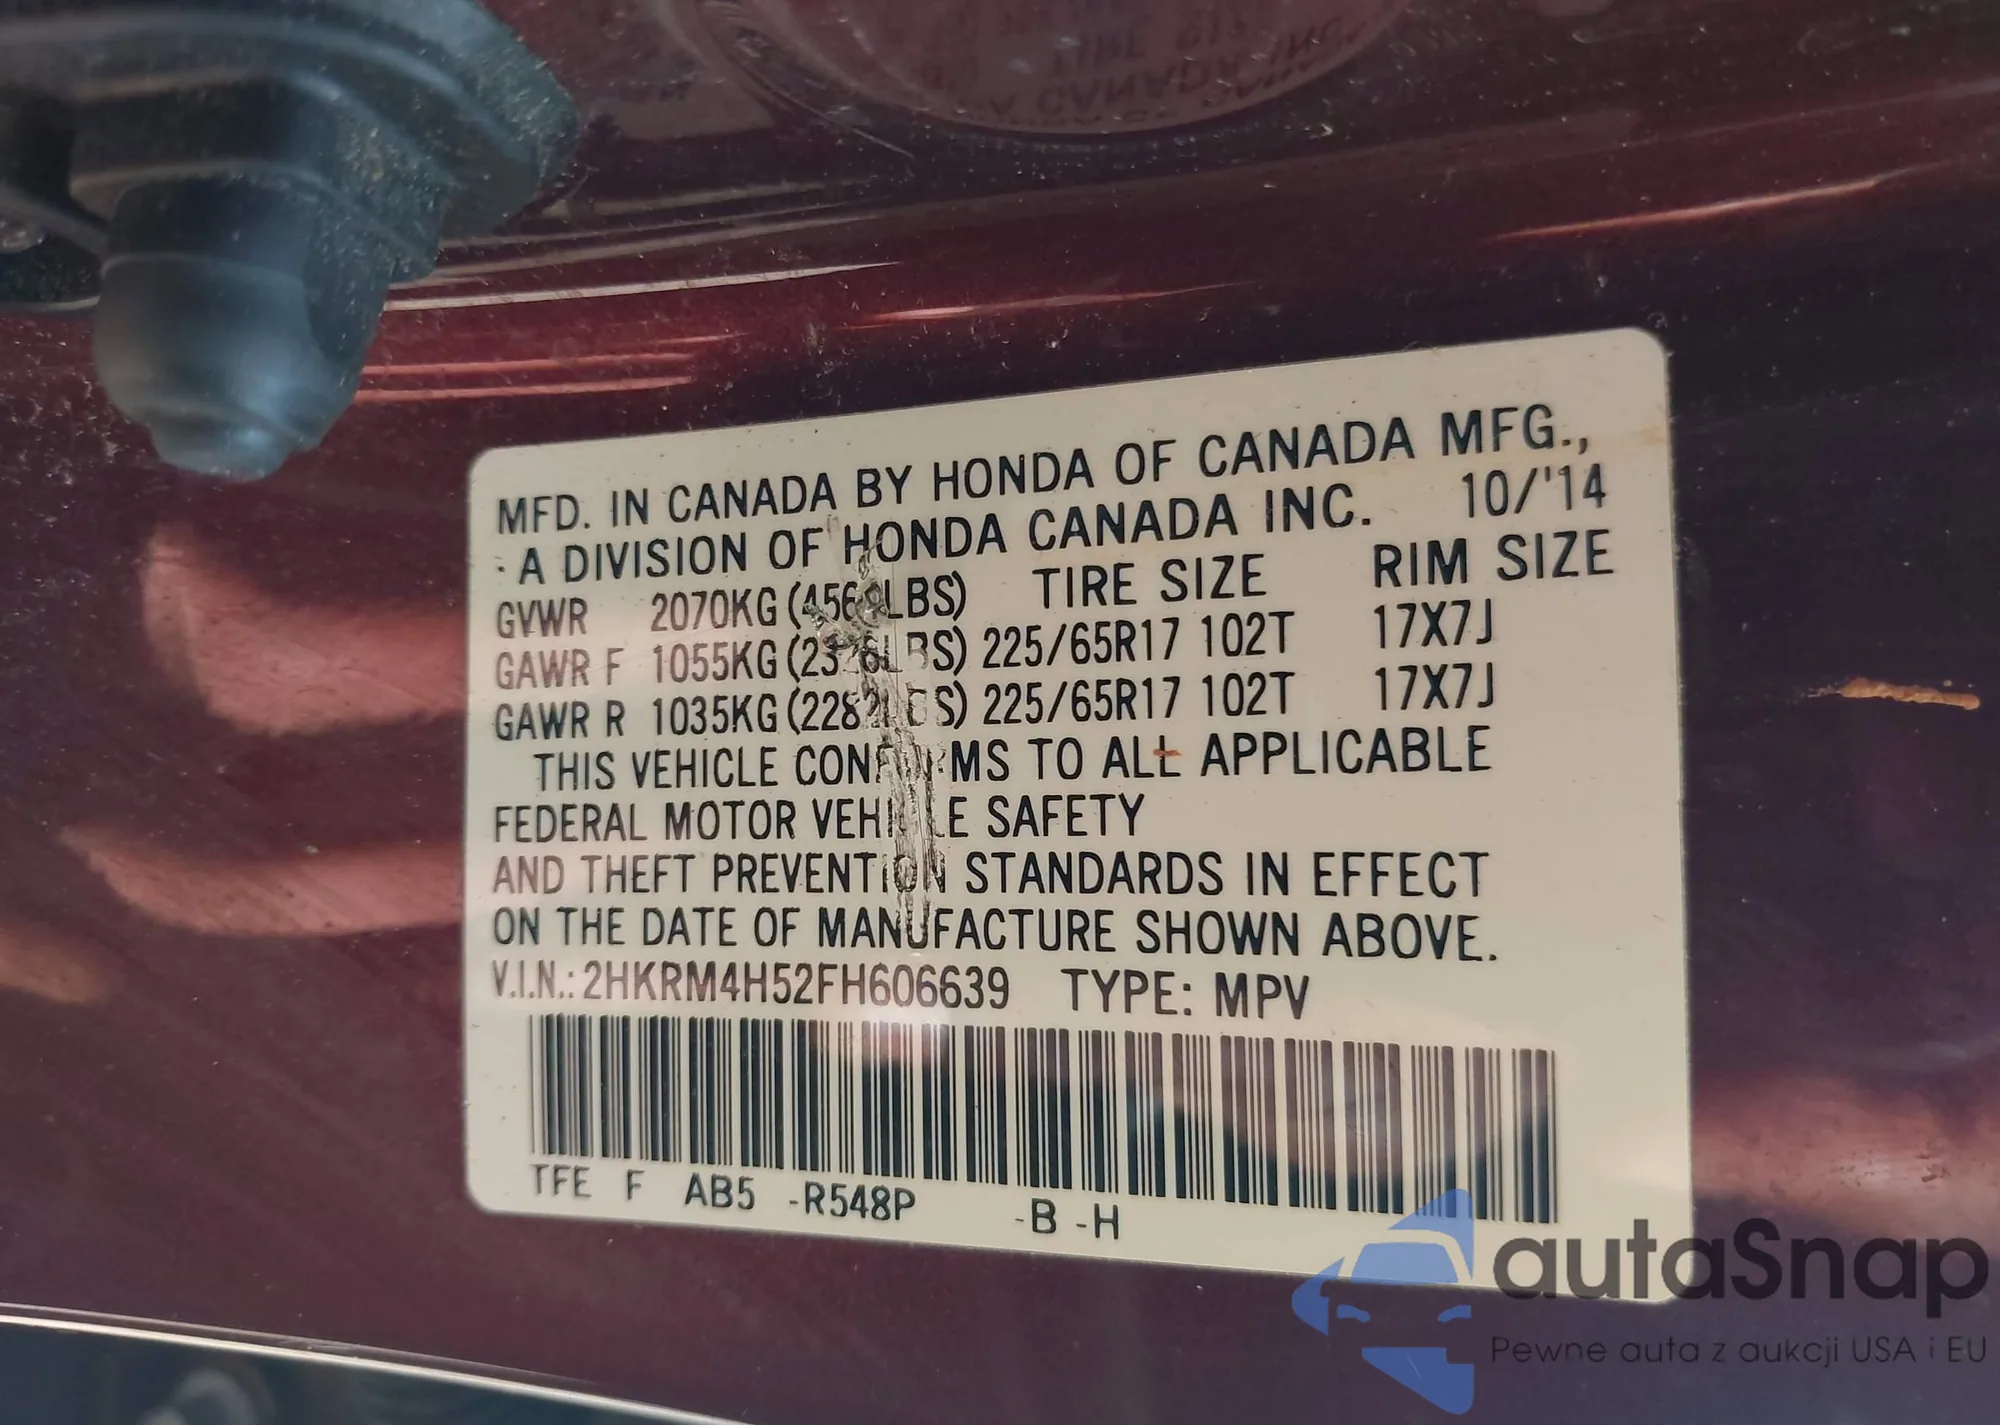 MFD. IN CANADA BY HONDA OF CANADA MFG.,
A DIVISION OF HONDA CANADA INC. 10/'14
GVWR 2070KG TIRE SIZE RIM SIZE
GAWR F 1055KG 225/65R17 102T 17X7J
GAWR R 1035KG 225/65R17 102T 17X7J
THIS VEHICLE CONFORMS TO ALL APPLICABLE
FEDERAL MOTOR VEHICLE SAFETY
AND THEFT PREVENTION STANDARDS IN EFFECT
ON THE DATE OF MANUFACTURE SHOWN ABOVE.
V.I.N.: 2HKRM4H52FH606639 TYPE: MPV
TFE F AB5 -R548P -B -H
autaSnap
Pewne auta z aukcji USA i EU